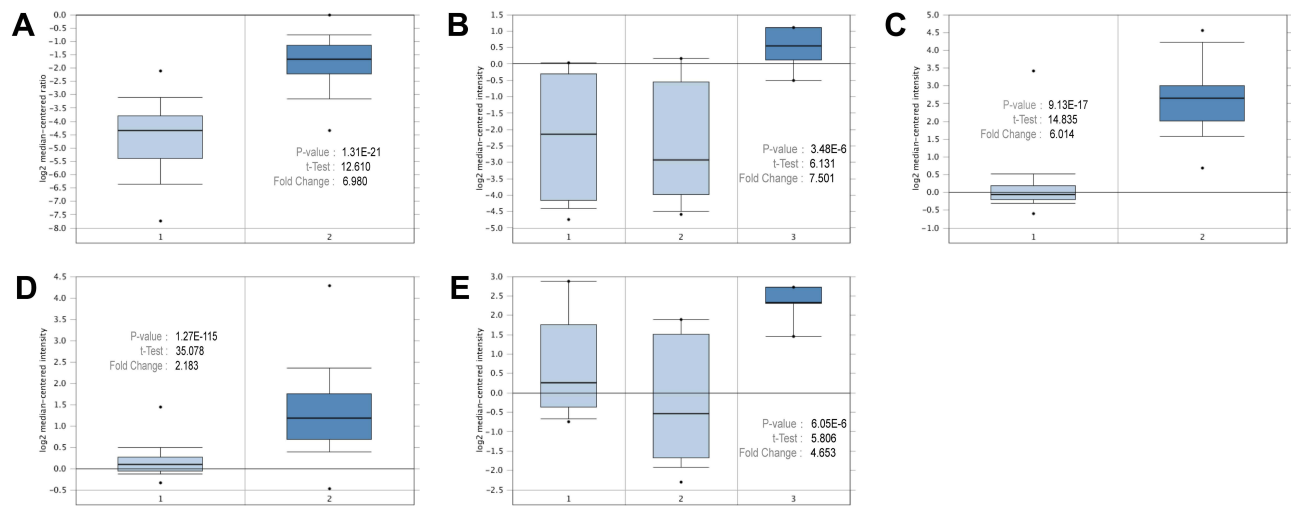 A
log2 median-centered ratio
0.0
-0.5
-1.0
-1.5
-2.0
-2.5
-3.0
-3.5
-4.0
-4.5
-5.0
-5.5
-6.0
-6.5
-7.0
-7.5
-8.0
P-value : 1.31E-21
t-Test : 12.610
Fold Change : 6.980
1 2
B
log2 median-centered intensity
1.5
1.0
0.5
0.0
-0.5
-1.0
-1.5
-2.0
-2.5
-3.0
-3.5
-4.0
-4.5
-5.0
P-value : 3.48E-6
t-Test : 6.131
Fold Change : 7.501
1 2 3
C
log2 median-centered intensity
5.0
4.5
4.0
3.5
3.0
2.5
2.0
1.5
1.0
0.5
0.0
-0.5
-1.0
P-value : 9.13E-17
t-Test : 14.835
Fold Change : 6.014
1 2
D
log2 median-centered intensity
4.5
4.0
3.5
3.0
2.5
2.0
1.5
1.0
0.5
0.0
-0.5
P-value : 1.27E-115
t-Test : 35.078
Fold Change : 2.183
1 2
E
log2 median-centered intensity
3.0
2.5
2.0
1.5
1.0
0.5
0.0
-0.5
-1.0
-1.5
-2.0
-2.5
P-value : 6.05E-6
t-Test : 5.806
Fold Change : 4.653
1 2 3